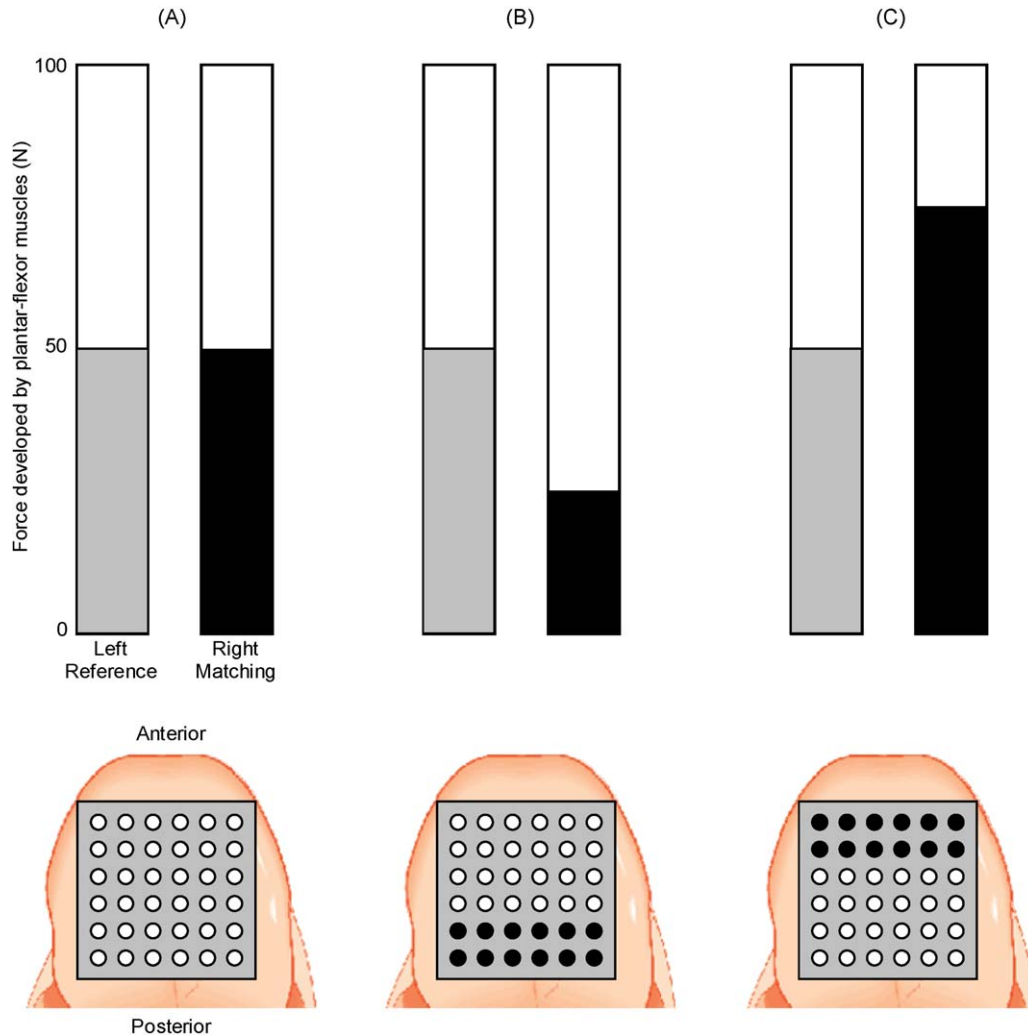 (A)
(B)
(C)
Force developed by plantar-flexor muscles (N)
100
50
0
Left
Reference
Right
Matching
Anterior
Posterior